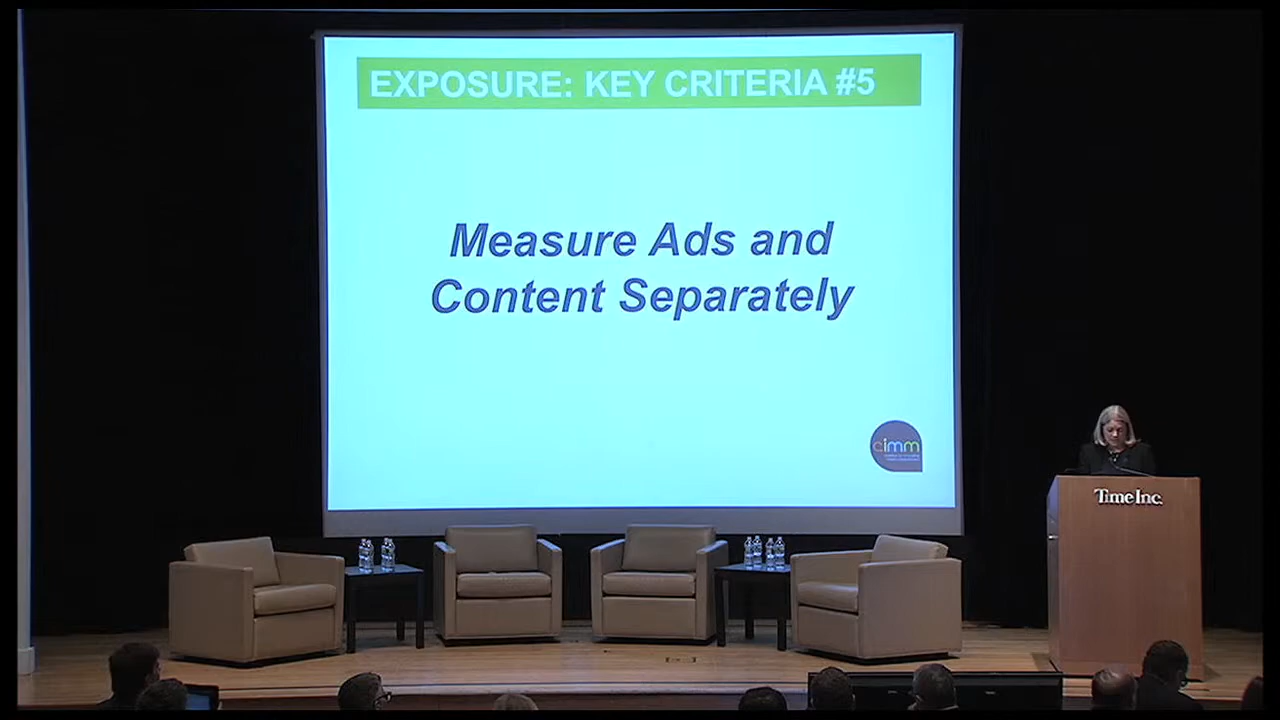 EXPOSURE: KEY CRITERIA #5
Measure Ads and
Content Separately
cimm
Time Inc.